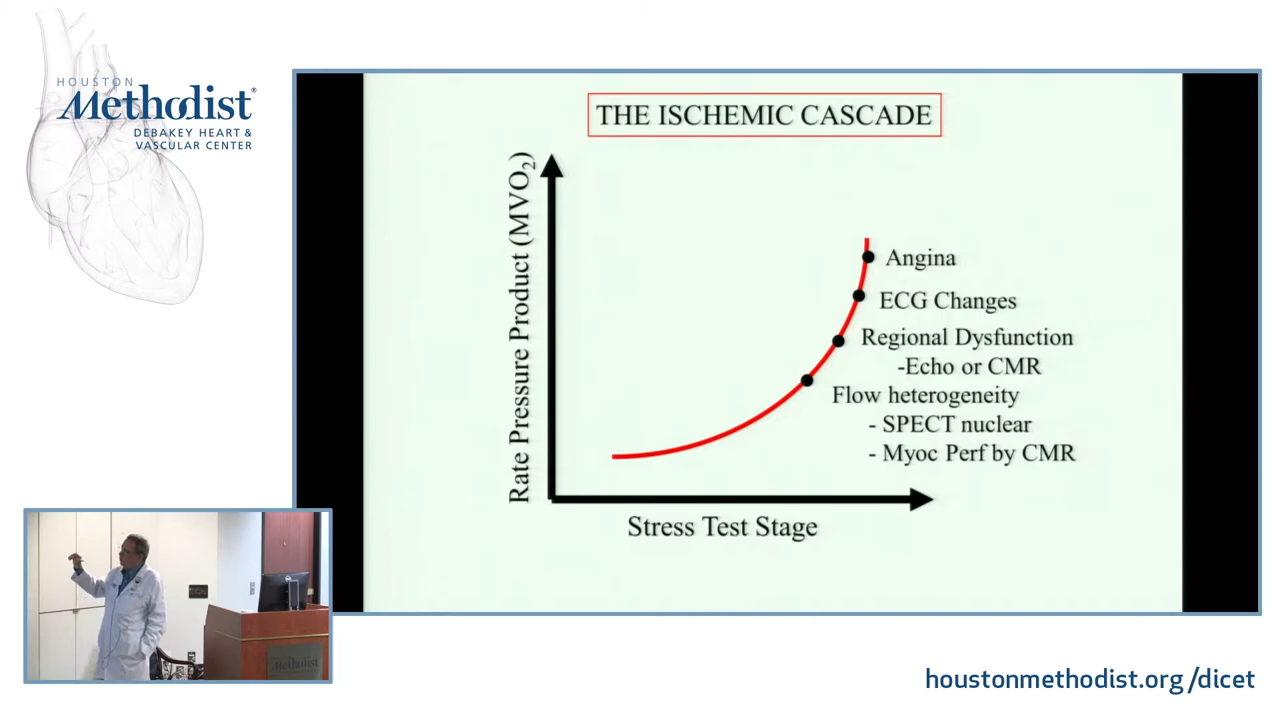 HOUSTON
Methodist®
DEBAKEY HEART &
VASCULAR CENTER
THE ISCHEMIC CASCADE
Rate Pressure Product (MVO2)
Angina
ECG Changes
Regional Dysfunction
-Echo or CMR
Flow heterogeneity
- SPECT nuclear
- Myoc Perf by CMR
Stress Test Stage
Methodist
houstonmethodist.org/dicet